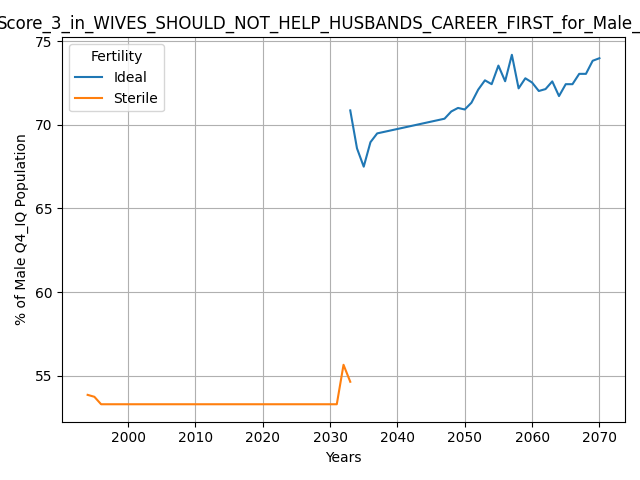 Score_3_in_WIVES_SHOULD_NOT_HELP_HUSBANDS_CAREER_FIRST_for_Male_
Fertility
Ideal
Sterile
% of Male Q4_IQ Population
75
70
65
60
55
2000 2010 2020 2030 2040 2050 2060 2070
Years